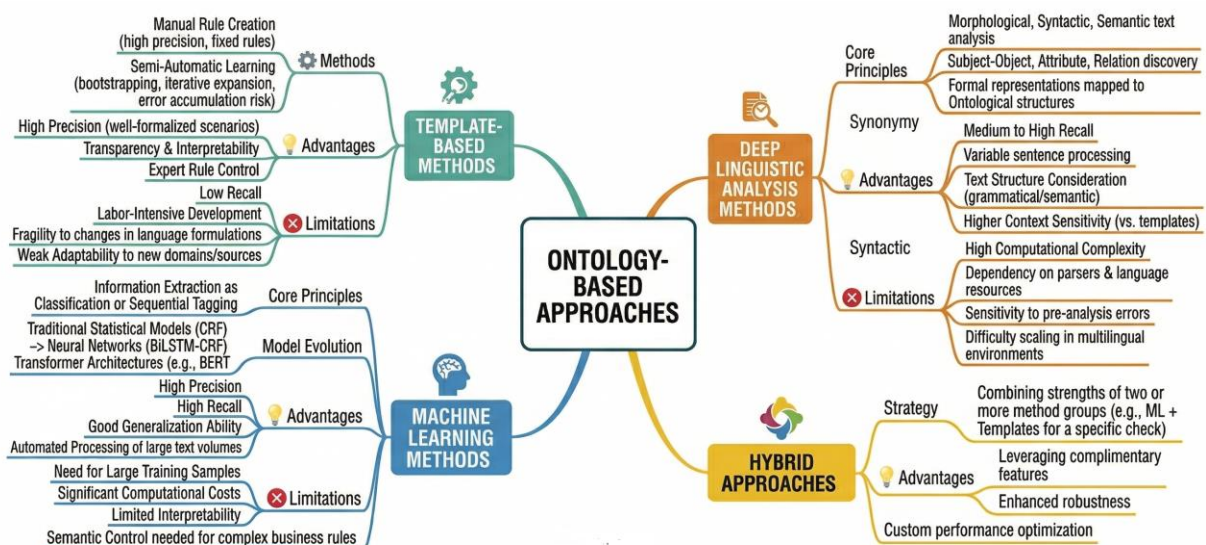 ONTOLOGY-
BASED
APPROACHES
TEMPLATE-
BASED
METHODS
Methods
Manual Rule Creation
(high precision, fixed rules)
Semi-Automatic Learning
(bootstrapping, iterative expansion,
error accumulation risk)
Advantages
High Precision (well-formalized scenarios)
Transparency & Interpretability
Expert Rule Control
Limitations
Low Recall
Labor-Intensive Development
Fragility to changes in language formulations
Weak Adaptability to new domains/sources
MACHINE
LEARNING
METHODS
Core Principles
Information Extraction as
Classification or Sequential Tagging
Model Evolution
Traditional Statistical Models (CRF)
–> Neural Networks (BiLSTM-CRF)
Transformer Architectures (e.g., BERT
Advantages
High Precision
High Recall
Good Generalization Ability
Automated Processing of large text volumes
Limitations
Need for Large Training Samples
Significant Computational Costs
Limited Interpretability
Semantic Control needed for complex business rules
DEEP
LINGUISTIC
ANALYSIS
METHODS
Core
Principles
Morphological, Syntactic, Semantic text
analysis
Subject-Object, Attribute, Relation discovery
Formal representations mapped to
Ontological structures
Synonymy
Advantages
Medium to High Recall
Variable sentence processing
Text Structure Consideration
(grammatical/semantic)
Higher Context Sensitivity (vs. templates)
Syntactic
Limitations
High Computational Complexity
Dependency on parsers & language
resources
Sensitivity to pre-analysis errors
Difficulty scaling in multilingual
environments
HYBRID
APPROACHES
Strategy
Combining strengths of two or
more method groups (e.g., ML +
Templates for a specific check)
Advantages
Leveraging complimentary
features
Enhanced robustness
Custom performance optimization